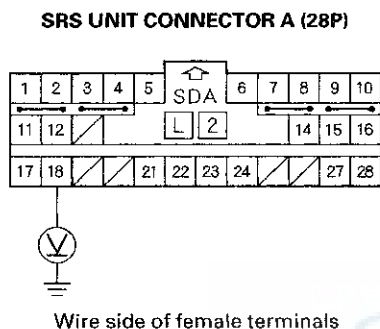 SRS UNIT CONNECTOR A (28P)
1 2 3 4 5 SDA 6 7 8 9 10
11 12 L 2 14 15 16
17 18 21 22 23 24 27 28
V
Wire side of female terminals